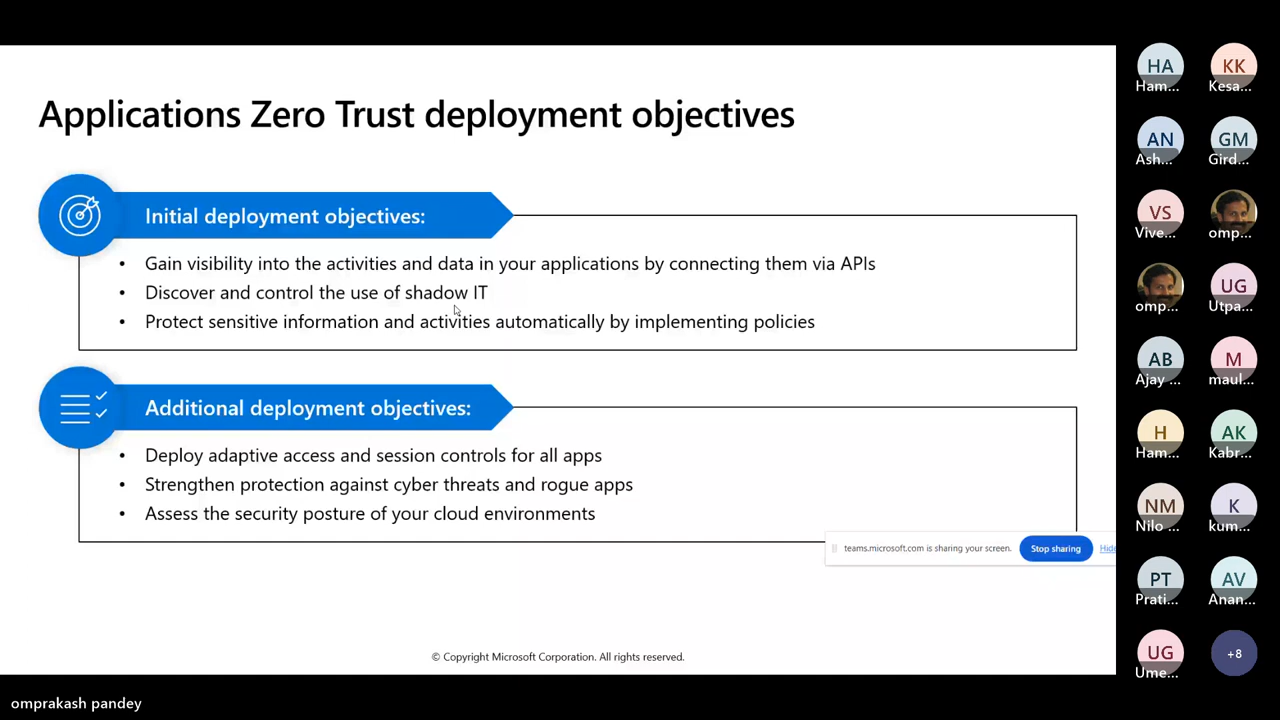 Applications Zero Trust deployment objectives
Initial deployment objectives:
• Gain visibility into the activities and data in your applications by connecting them via APIs
• Discover and control the use of shadow IT
• Protect sensitive information and activities automatically by implementing policies
Additional deployment objectives:
• Deploy adaptive access and session controls for all apps
• Strengthen protection against cyber threats and rogue apps
• Assess the security posture of your cloud environments
teams.microsoft.com is sharing your screen. Stop sharing Hide
© Copyright Microsoft Corporation. All rights reserved.
omprakash pandey
HA KK
Ham... Kesa...
AN GM
Ash... Gird...
VS
Vive... omp...
UG
omp... Utpa...
AB M
Ajay ... maul...
H AK
Ham... Kabr...
NM K
Nilo ... kum...
PT AV
Prati... Anan...
UG +8
Ume...